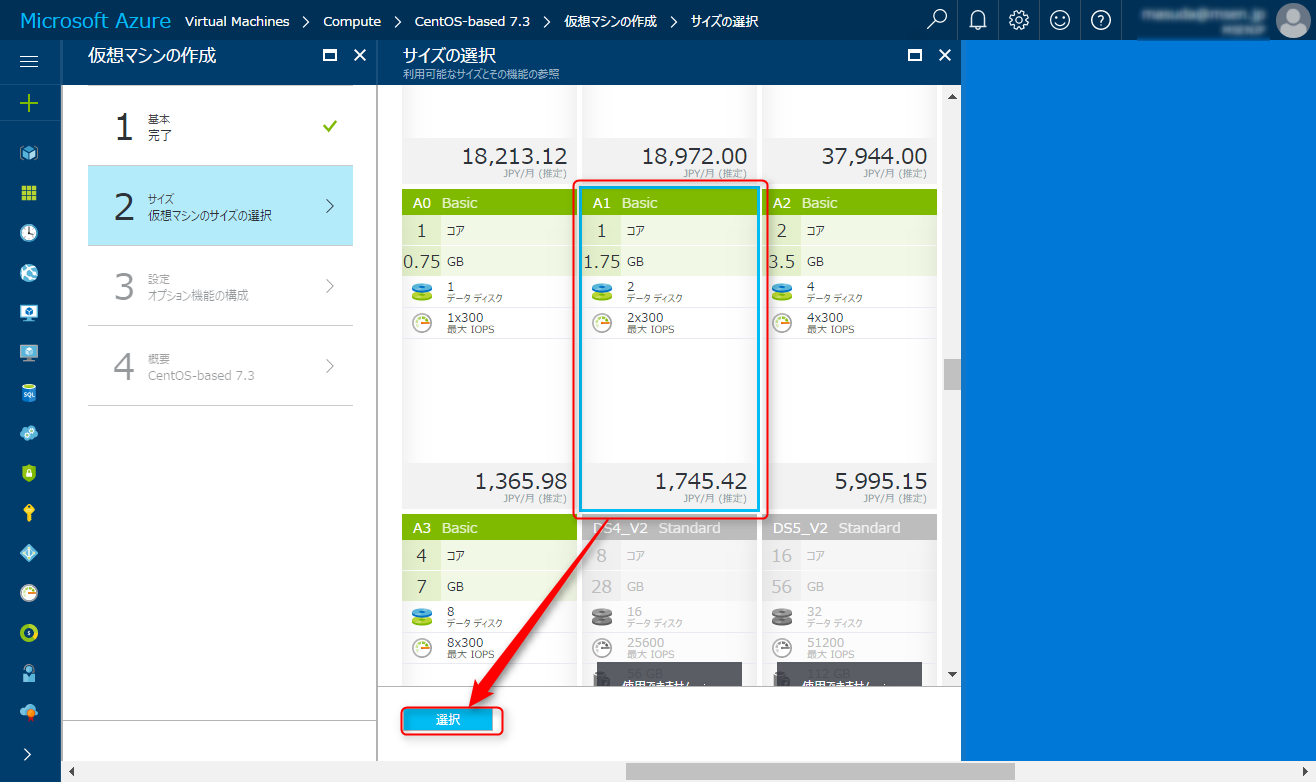 Microsoft Azure Virtual Machines > Compute > CentOS-based 7.3 > 仮想マシンの作成 > サイズの選択
仮想マシンの作成
サイズの選択
利用可能なサイズとその機能の参照
1
基本
完了
2
サイズ
仮想マシンのサイズの選択
3
設定
オプション機能の構成
4
概要
CentOS-based 7.3
18,213.12
JPY/月 (推定)
18,972.00
JPY/月 (推定)
37,944.00
JPY/月 (推定)
A0 Basic
1 コア
0.75 GB
1
データ ディスク
1x300
最大 IOPS
1,365.98
JPY/月 (推定)
A1 Basic
1 コア
1.75 GB
2
データ ディスク
2x300
最大 IOPS
1,745.42
JPY/月 (推定)
A2 Basic
2 コア
3.5 GB
4
データ ディスク
4x300
最大 IOPS
5,995.15
JPY/月 (推定)
A3 Basic
4 コア
7 GB
8
データ ディスク
8x300
最大 IOPS
DS4_V2 Standard
8 コア
28 GB
16
データ ディスク
25600
最大 IOPS
56 GB
使用できません
DS5_V2 Standard
16 コア
56 GB
32
データ ディスク
51200
最大 IOPS
112 GB
使用できません
選択